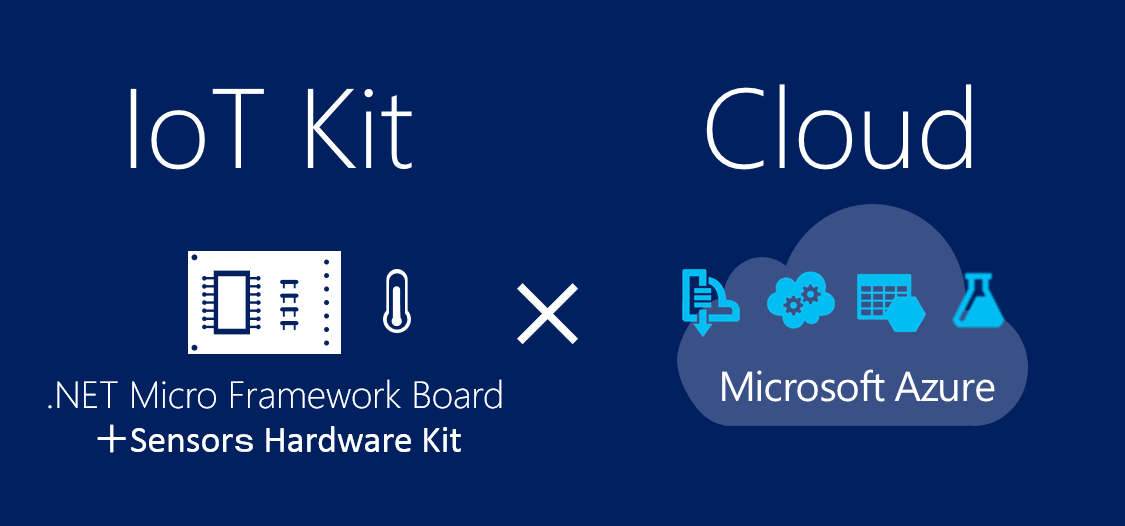 IoT Kit
Cloud
.NET Micro Framework Board
+Sensors Hardware Kit
×
Microsoft Azure